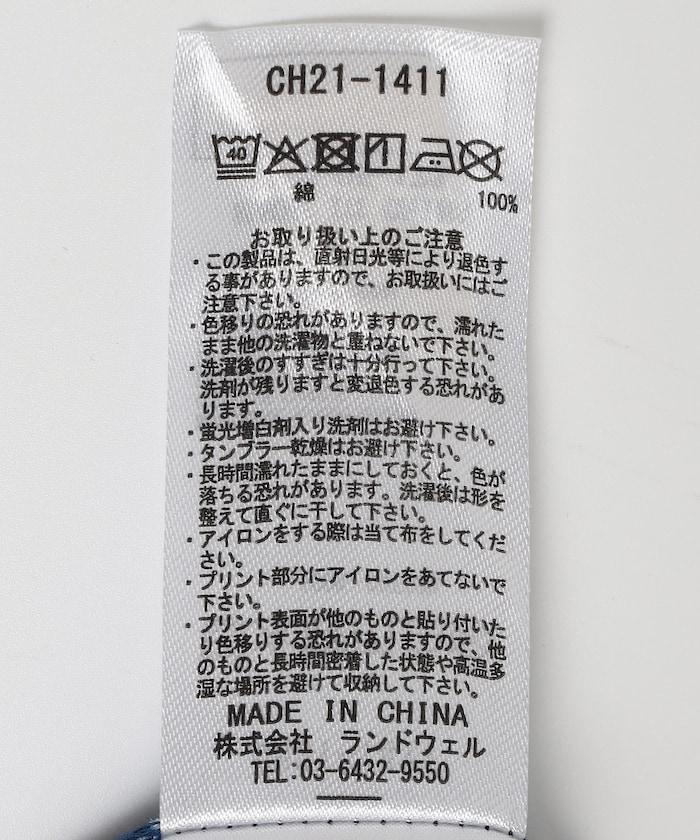 CH21-1411
40
綿 100%
お取り扱い上のご注意
・この製品は、直射日光等により退色す
る事がありますので、お取扱いにはご
注意下さい。
・色移りの恐れがありますので、濡れた
まま他の洗濯物と重ねないで下さい。
・洗濯後のすすぎは十分行って下さい。
洗剤が残りますと変退色する恐れがあ
ります。
・蛍光増白剤入り洗剤はお避け下さい。
・タンブラー乾燥はお避け下さい。
・長時間濡れたままにしておくと、色が
落ちる恐れがあります。洗濯後は形を
整えて直ぐに干して下さい。
・アイロンをする際は当て布をしてくだ
さい。
・プリント部分にアイロンをあてないで
下さい。
・プリント表面が他のものと貼り付いた
り色移りする恐れがありますので、他
のものと長時間密着した状態や高温多
湿な場所を避けて収納して下さい。
MADE IN CHINA
株式会社 ランドウェル
TEL:03-6432-9550